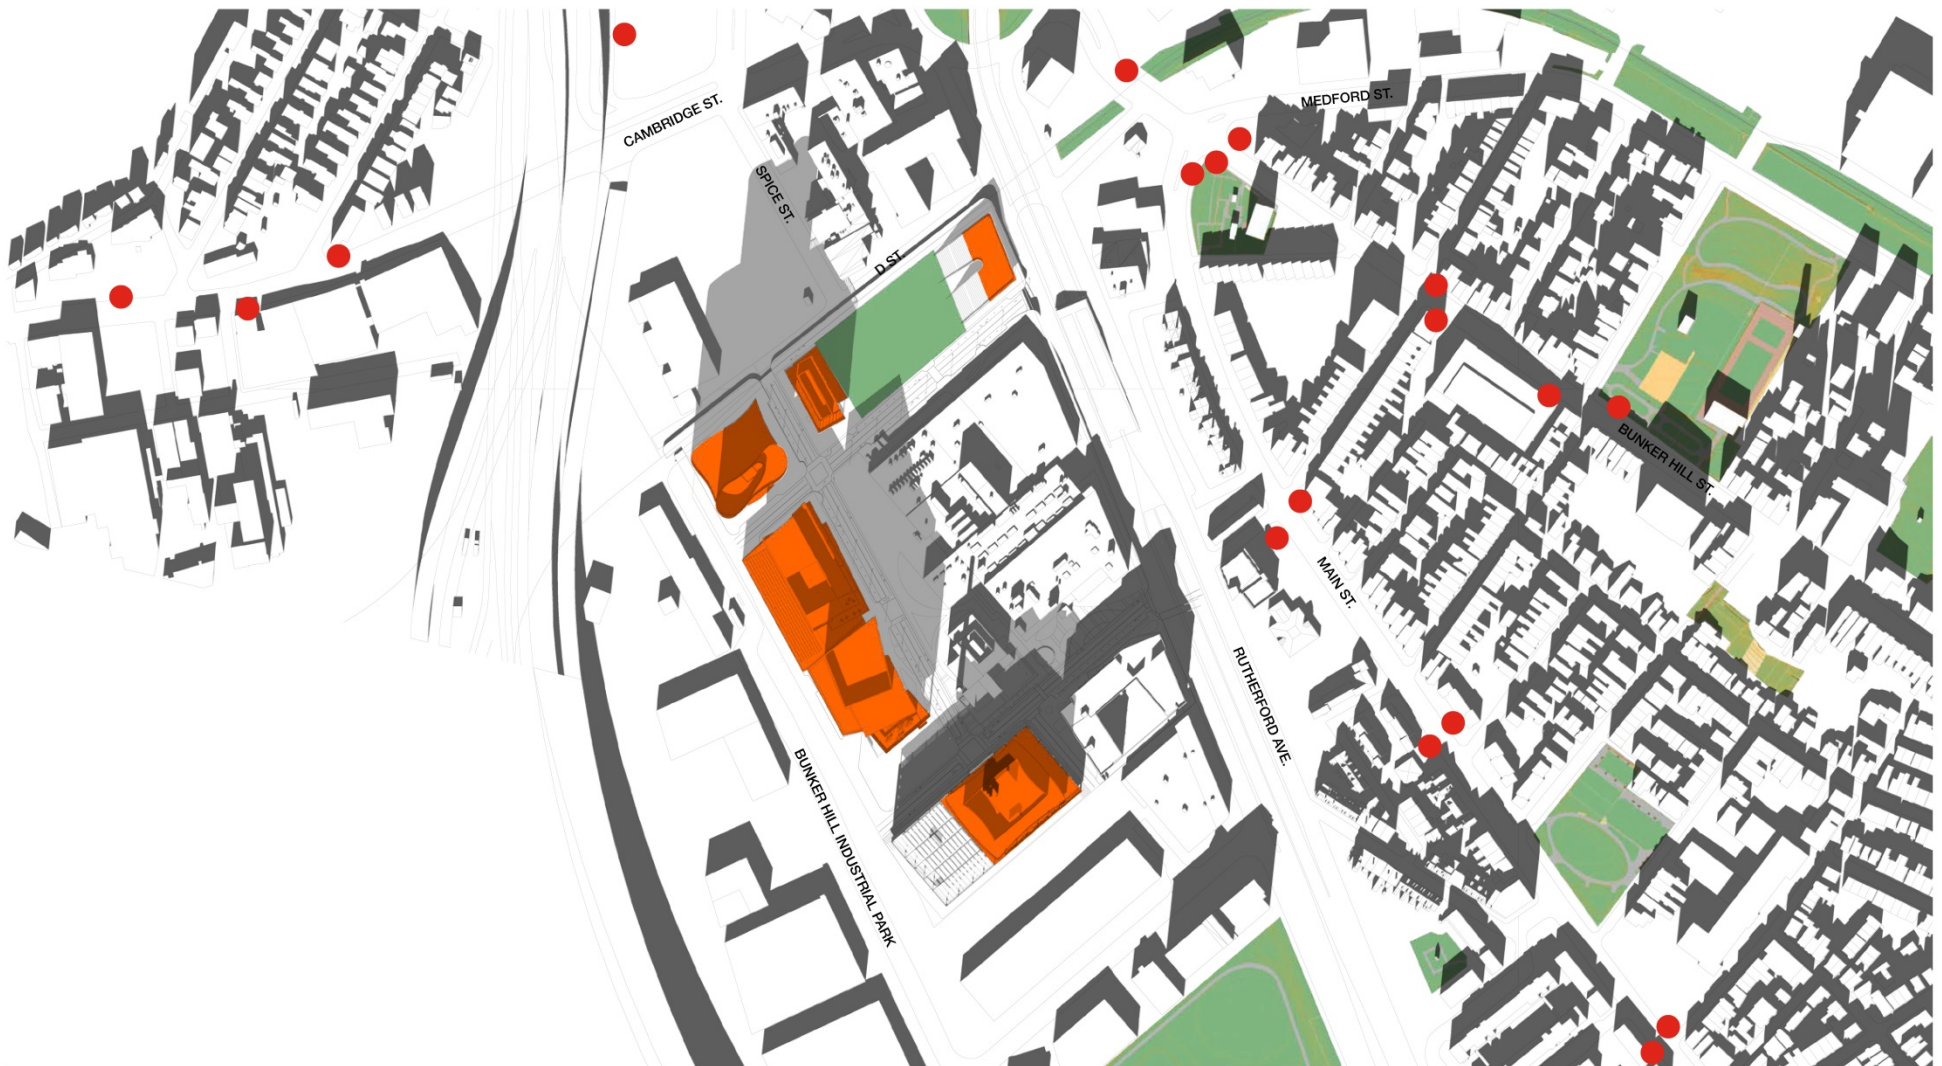 MEDFORD ST.
CAMBRIDGE ST.
SPICE ST.
D ST.
BUNKER HILL ST.
MAIN ST.
RUTHERFORD AVE.
BUNKER HILL INDUSTRIAL PARK